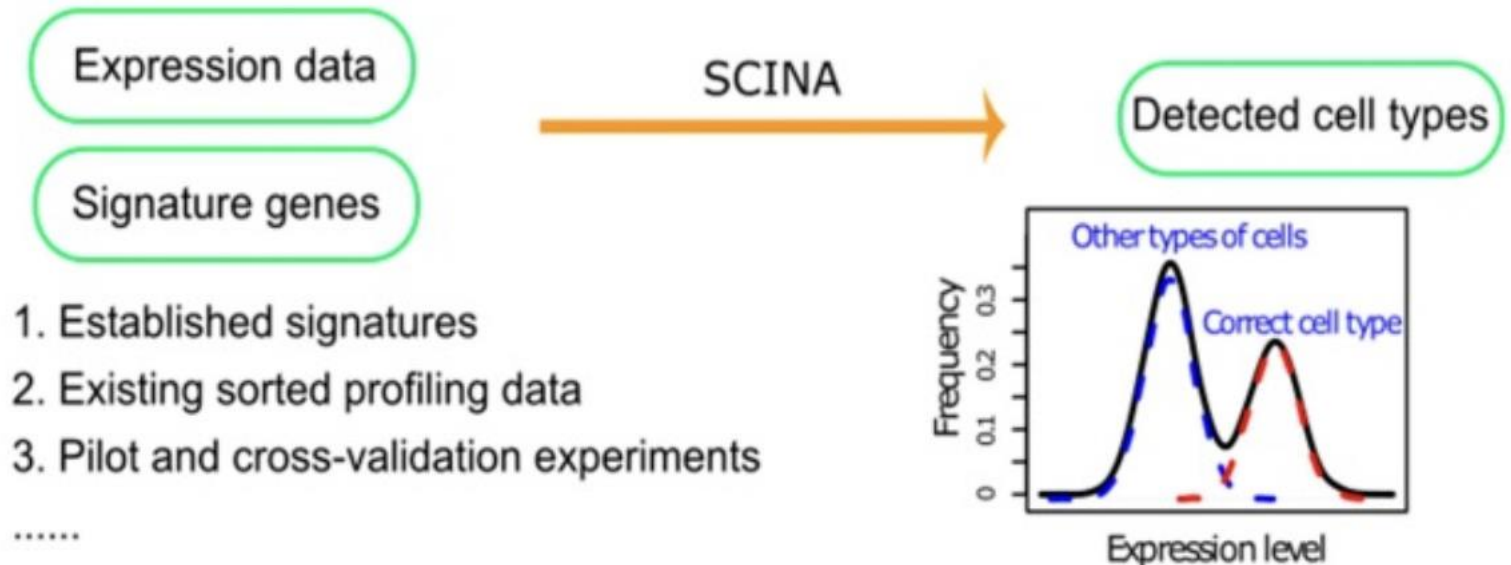 Expression data
Signature genes
1. Established signatures
2. Existing sorted profiling data
3. Pilot and cross-validation experiments
......
SCINA
Detected cell types
Other types of cells
Correct cell type
Frequency
0.3
0.2
0.1
0
Expression level